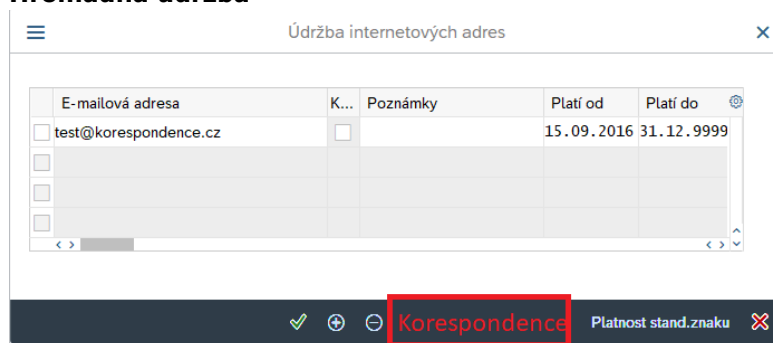 Údržba internetových adres
E-mailová adresa K... Poznámky Platí od Platí do
test@korespondence.cz 15.09.2016 31.12.9999
Korespondence Platnost stand.znaku